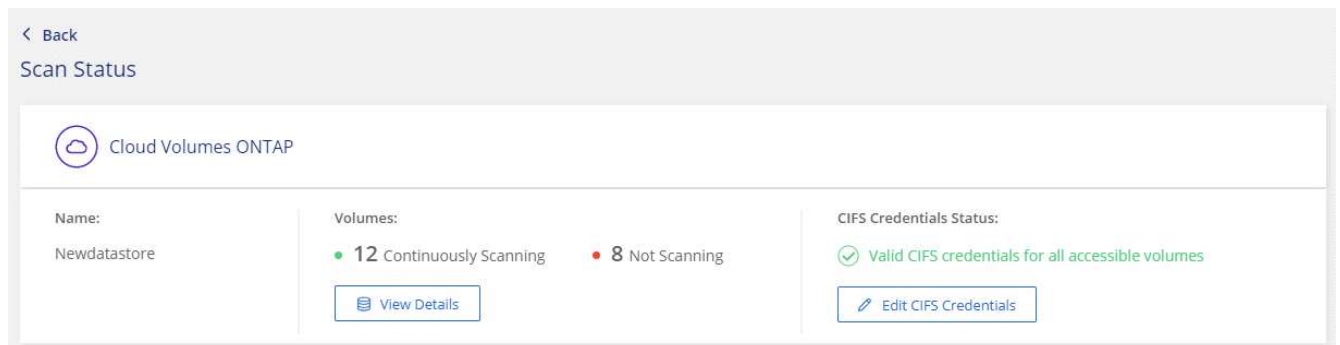 Back
Scan Status
Cloud Volumes ONTAP
Name:
Newdatastore
Volumes:
12 Continuously Scanning
8 Not Scanning
View Details
CIFS Credentials Status:
Valid CIFS credentials for all accessible volumes
Edit CIFS Credentials